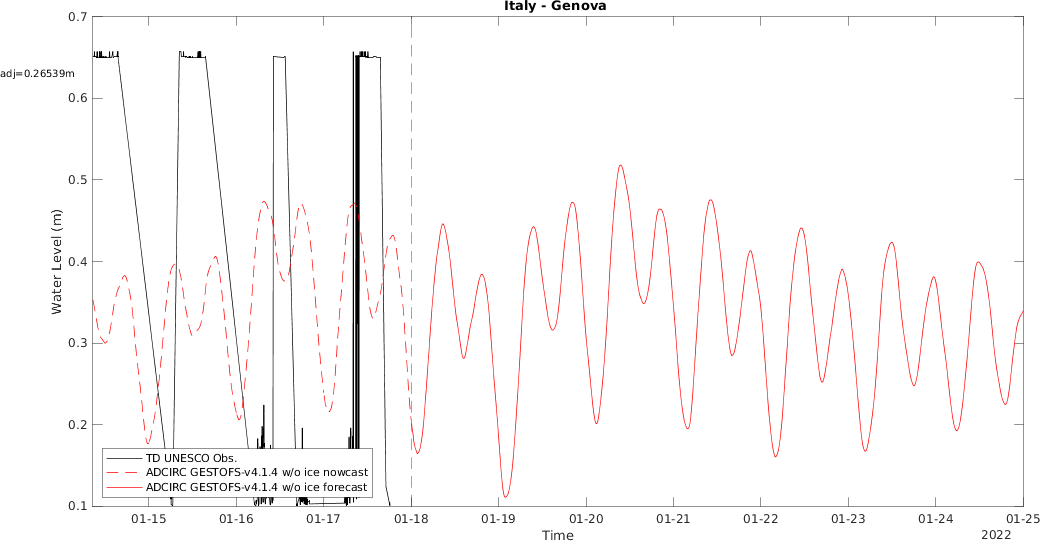 Italy - Genova
adj=0.26539m
Water Level (m)
0.7
0.6
0.5
0.4
0.3
0.2
0.1
TD UNESCO Obs.
ADCIRC GESTOFS-v4.1.4 w/o ice nowcast
ADCIRC GESTOFS-v4.1.4 w/o ice forecast
01-15 01-16 01-17 01-18 01-19 01-20 01-21 01-22 01-23 01-24 01-25
Time
2022